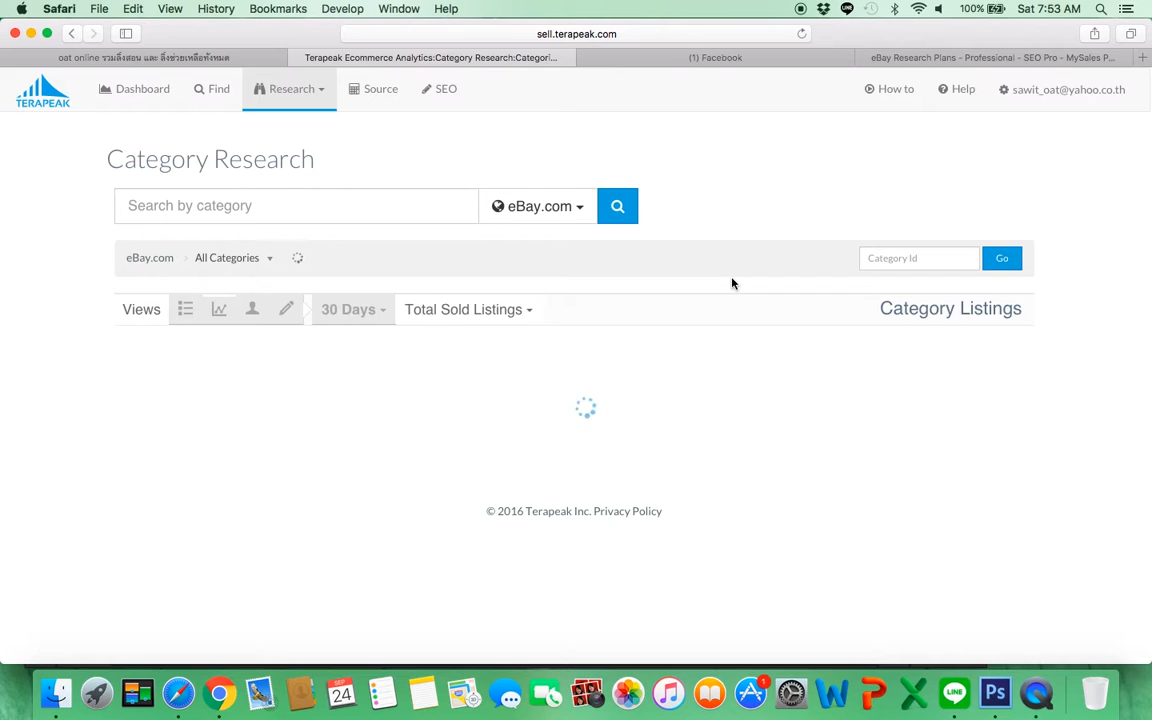 Safari File Edit View History Bookmarks Develop Window Help 100% Sat 7:53 AM
sell.terapeak.com
oat online รวมสิ่งสอน และ สิ่งช่วยเหลือทั้งหมด Terapeak Ecommerce Analytics:Category Research:Categori... (1) Facebook eBay Research Plans - Professional - SEO Pro - MySales P...
TERAPEAK Dashboard Find Research Source SEO How to Help sawit_oat@yahoo.co.th
Category Research
Search by category eBay.com
eBay.com All Categories Category Id Go
Views 30 Days Total Sold Listings Category Listings
© 2016 Terapeak Inc. Privacy Policy
SEP
24
1
LINE